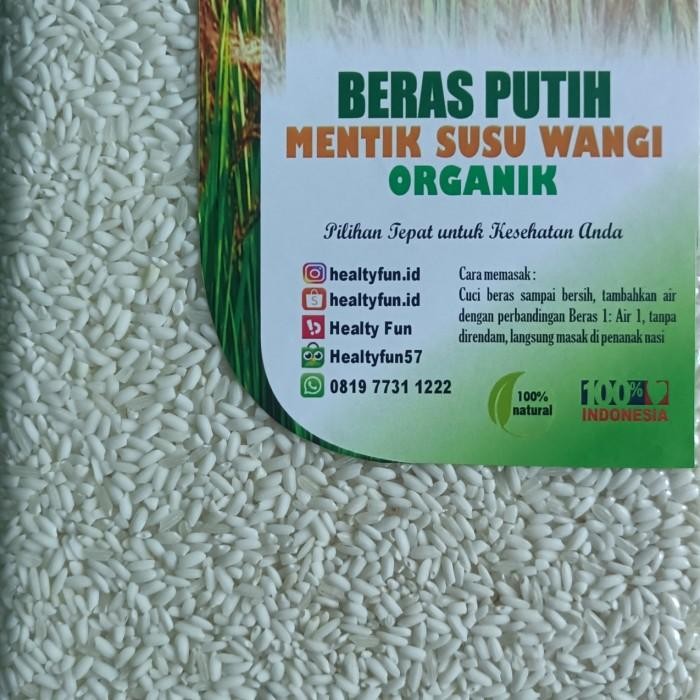 BERAS PUTIH
MENTIK SUSU WANGI
ORGANIK
Pilihan Tepat untuk Kesehatan Anda
healtyfun.id
healtyfun.id
Healty Fun
Healtyfun57
0819 7731 1222
Cara memasak :
Cuci beras sampai bersih, tambahkan air
dengan perbandingan Beras 1: Air 1, tanpa
direndam, langsung masak di penanak nasi
100%
natural
100%
INDONESIA